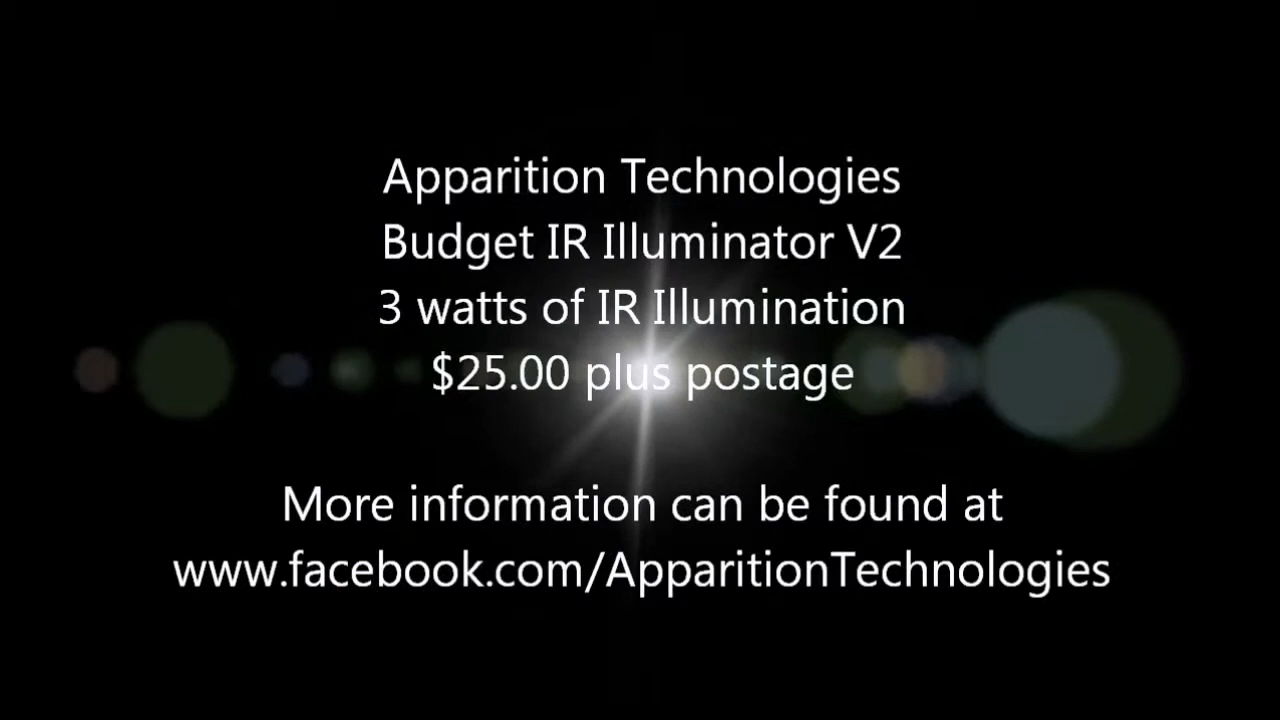 Apparition Technologies
Budget IR Illuminator V2
3 watts of IR Illumination
$25.00 plus postage
More information can be found at
www.facebook.com/ApparitionTechnologies